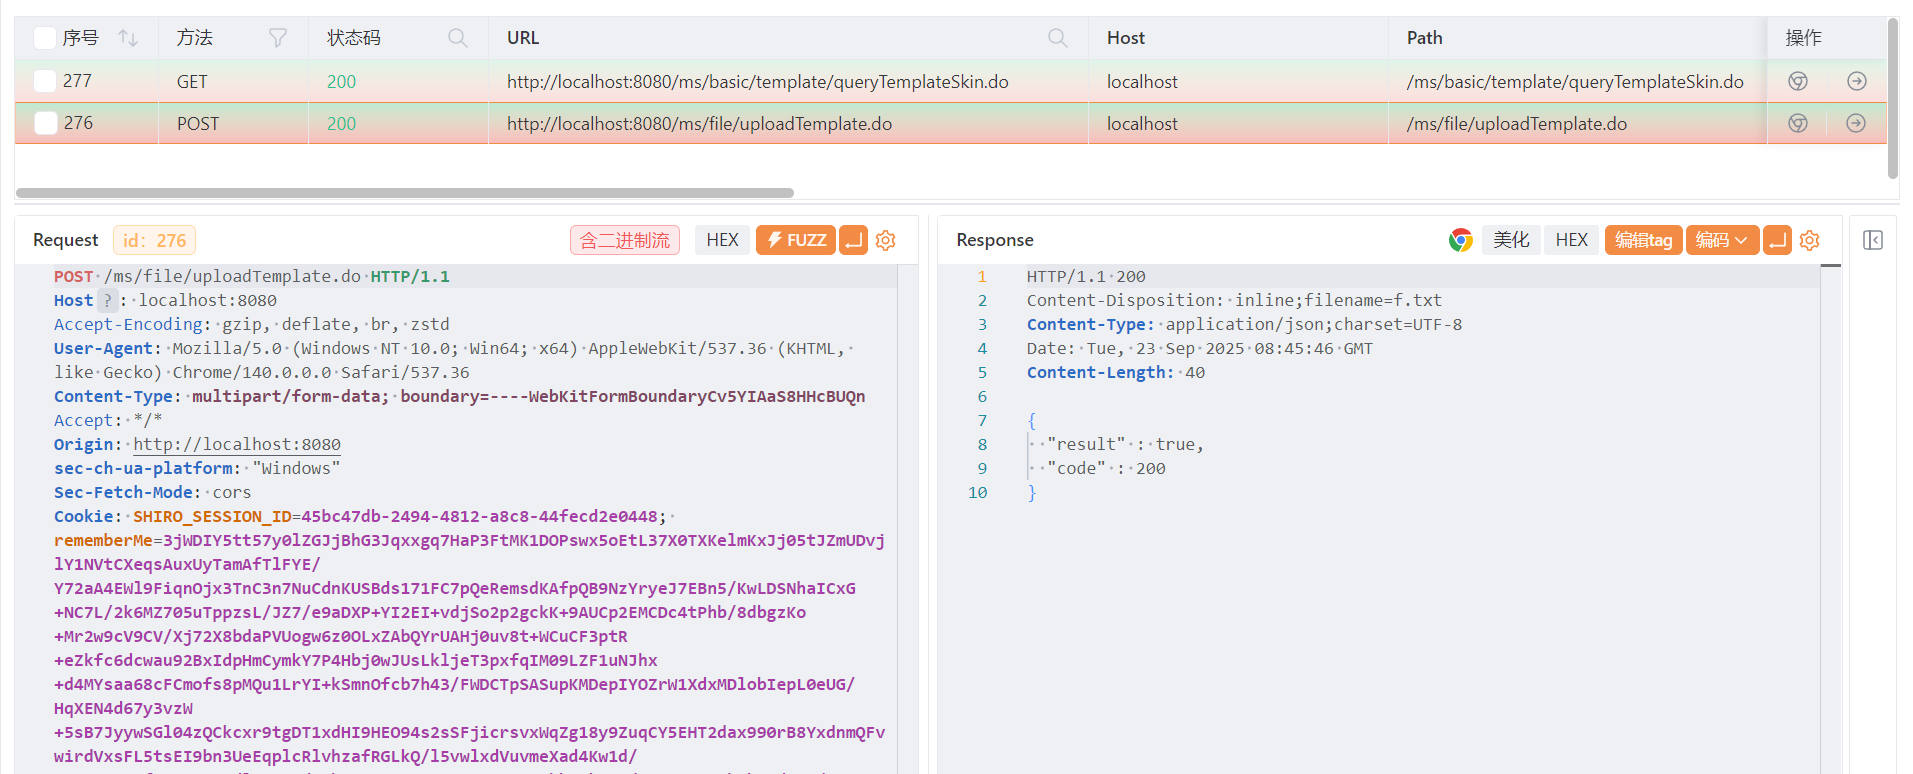 序号 方法 状态码 URL Host Path 操作
277 GET 200 http://localhost:8080/ms/basic/template/queryTemplateSkin.do localhost /ms/basic/template/queryTemplateSkin.do
276 POST 200 http://localhost:8080/ms/file/uploadTemplate.do localhost /ms/file/uploadTemplate.do
Request id: 276 含二进制流 HEX FUZZ
POST /ms/file/uploadTemplate.do HTTP/1.1
Host ? : localhost:8080
Accept-Encoding: gzip, deflate, br, zstd
User-Agent: Mozilla/5.0 (Windows NT 10.0; Win64; x64) AppleWebKit/537.36 (KHTML,
like Gecko) Chrome/140.0.0.0 Safari/537.36
Content-Type: multipart/form-data; boundary=----WebKitFormBoundaryCv5YIAaS8HHcBUQn
Accept: */*
Origin: http://localhost:8080
sec-ch-ua-platform: "Windows"
Sec-Fetch-Mode: cors
Cookie: SHIRO_SESSION_ID=45bc47db-2494-4812-a8c8-44fecd2e0448;
rememberMe=3jWDIY5tt57y0lZGJjBhG3Jqxxgq7HaP3FtMK1DOPswx5oEtL37X0TXKelmKxJj05tJZmUDvj
lY1NVtCXeqsAuxUyTamAfTlFYE/
Y72aA4EWl9FiqnOjx3TnC3n7NuCdnKUSBds171FC7pQeRemsdKAfpQB9NzYryeJ7EBn5/KwLDSNhaICxG
+NC7L/2k6MZ705uTppzsL/JZ7/e9aDXP+YI2EI+vdjSo2p2gckK+9AUCp2EMCDc4tPhb/8dbgzKo
+Mr2w9cV9CV/Xj72X8bdaPVUogw6z0OLxZAbQYrUAHj0uv8t+WCuCF3ptR
+eZkfc6dcwau92BxIdpHmCymkY7P4Hbj0wJUsLkljeT3pxfqIM09LZF1uNJhx
+d4MYsaa68cFCmofs8pMQu1LrYI+kSmnOfcb7h43/FWDCTpSASupKMDepIYOZrW1XdxMDlobIepL0eUG/
HqXEN4d67y3vzW
+5sB7JyywSGl04zQCkcxr9tgDT1xdHI9HEO94s2sSFjicrsvxWqZg18y9ZuqCY5EHT2dax990rB8YxdnmQFv
wirdVxsFL5tsEI9bn3UeEqplcRlvhzafRGLkQ/l5vwlxdVuvmeXad4Kw1d/
Response 美化 HEX 编辑tag 编码
1 HTTP/1.1 200
2 Content-Disposition: inline;filename=f.txt
3 Content-Type: application/json;charset=UTF-8
4 Date: Tue, 23 Sep 2025 08:45:46 GMT
5 Content-Length: 40
6
7 {
8 "result" : true,
9 "code" : 200
10 }